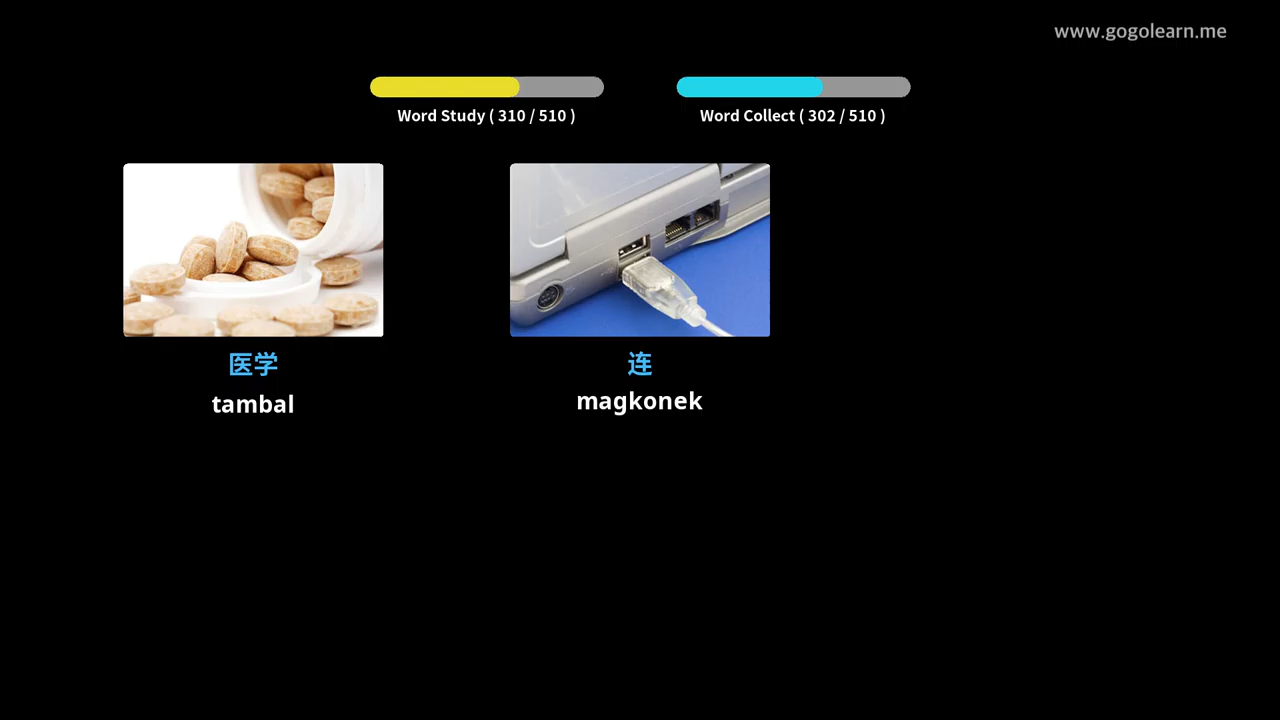 www.gogolearn.me
Word Study ( 310 / 510 )
Word Collect ( 302 / 510 )
医学
tambal
连
magkonek